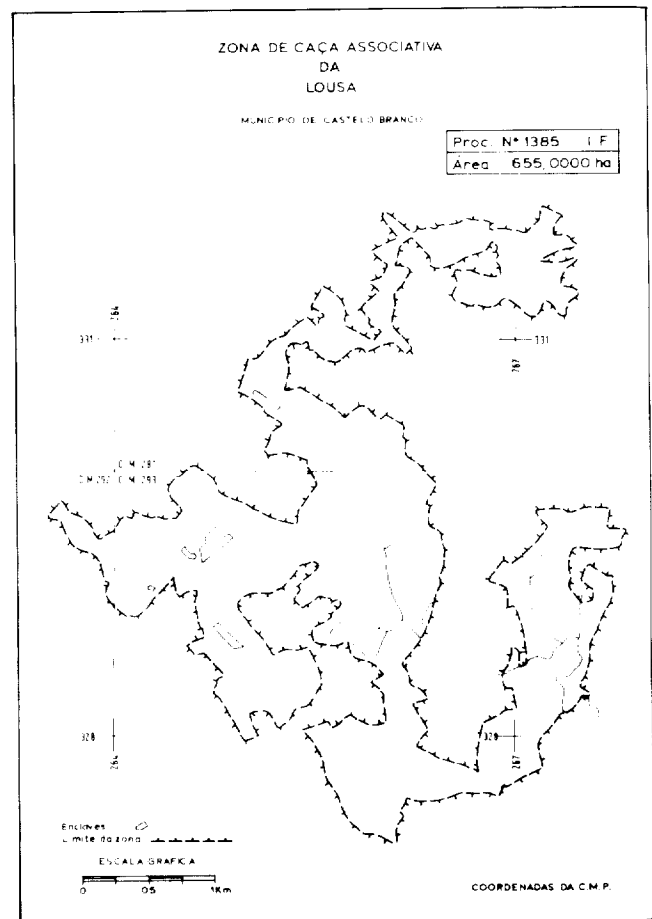 ZONA DE CAÇA ASSOCIATIVA
DA
LOUSA
MUNICÍPIO DE CASTELO BRANCO
Proc. Nº 1385 I F
Área 655,0000 ha
264
331
331
267
C.M. 292 C.M. 293
328
264
328
267
Enclaves
Limite da zona
ESCALA GRÁFICA
0 0.5 1Km
COORDENADAS DA C.M.P.